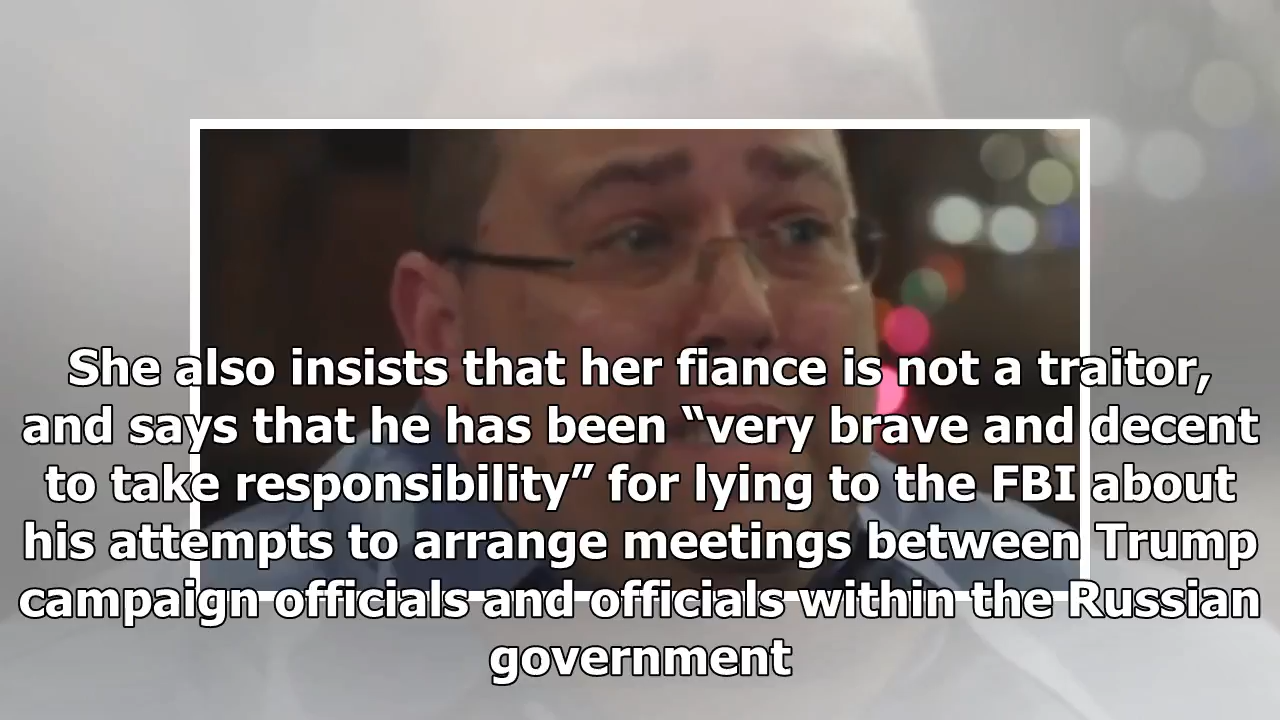 She also insists that her fiance is not a traitor,
and says that he has been “very brave and decent
to take responsibility” for lying to the FBI about
his attempts to arrange meetings between Trump
campaign officials and officials within the Russian
government